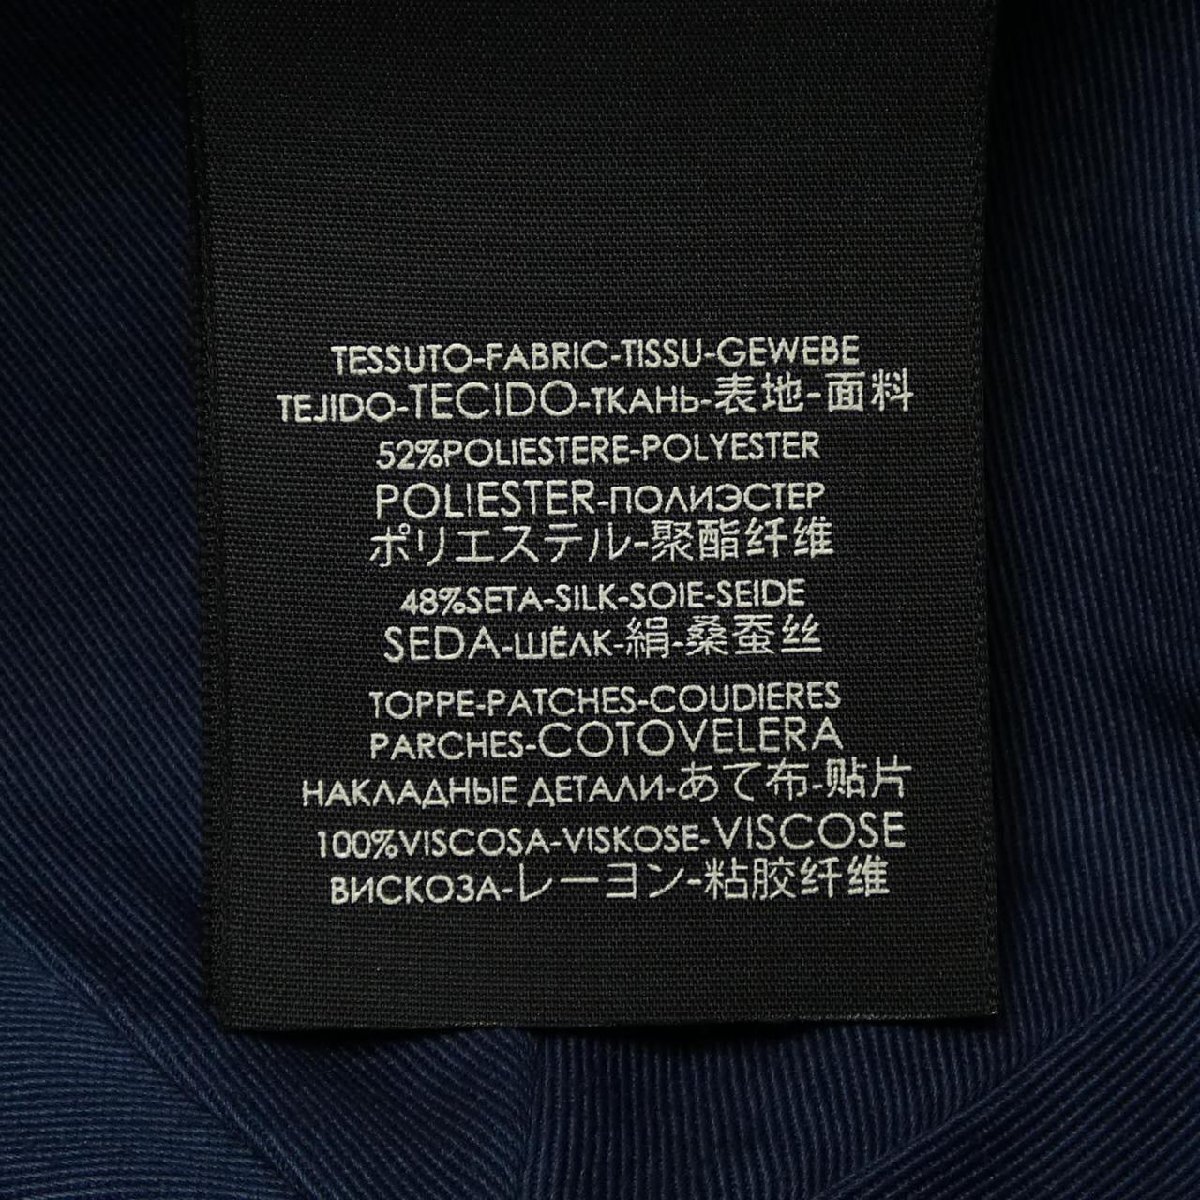 TESSUTO-FABRIC-TISSU-GEWEBE
TEJIDO-TECIDO-ТКАНЬ-表地-面料
52%POLIESTERE-POLYESTER
POLIESTER-ПОЛИЭСТЕР
ポリエステル-聚酯纤维
48%SETA-SILK-SOIE-SEIDE
SEDA-ШЁЛК-絹-桑蚕丝
TOPPE-PATCHES-COUDIERES
PARCHES-COTOVELERA
НАКЛАДНЫЕ ДЕТАЛИ-あて布-贴片
100%VISCOSA-VISKOSE-VISCOSE
ВИСКОЗА-レーヨン-粘胶纤维